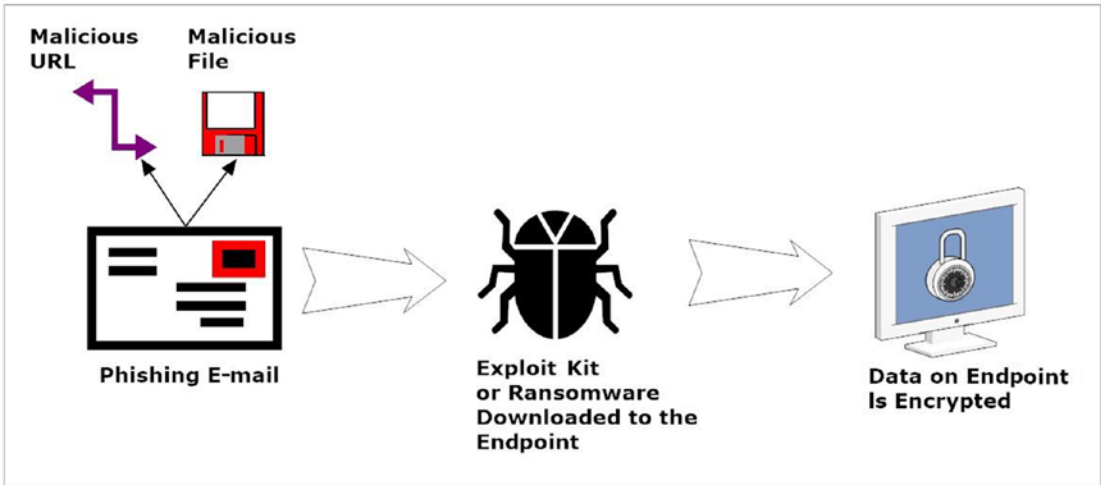 Malicious
URL
Malicious
File
Phishing E-mail
Exploit Kit
or Ransomware
Downloaded to the
Endpoint
Data on Endpoint
Is Encrypted